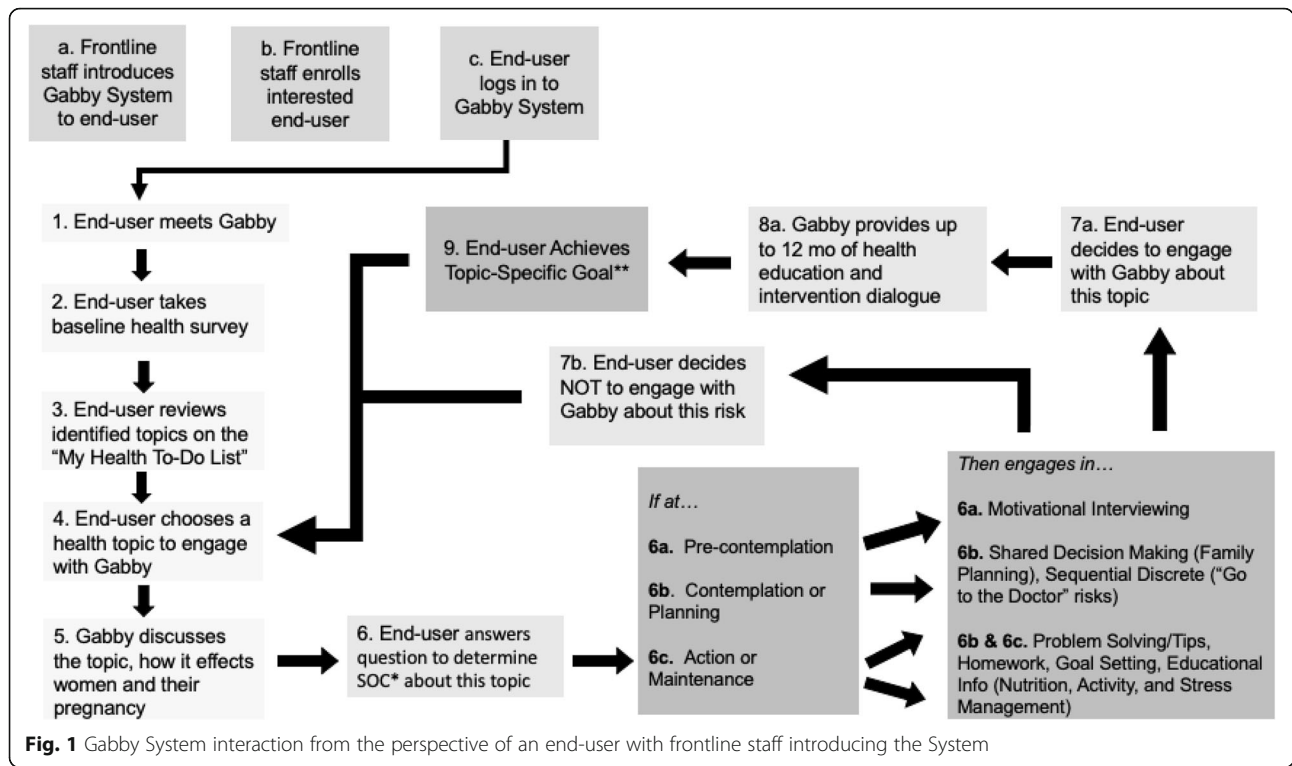 a. Frontline
staff introduces
Gabby System
to end-user
b. Frontline
staff enrolls
interested
end-user
c. End-user
logs in to
Gabby System
1. End-user meets Gabby
2. End-user takes
baseline health survey
3. End-user reviews
identified topics on the
“My Health To-Do List”
4. End-user chooses a
health topic to engage
with Gabby
5. Gabby discusses
the topic, how it effects
women and their
pregnancy
6. End-user answers
question to determine
SOC* about this topic
If at…
6a. Pre-contemplation
6b. Contemplation or
Planning
6c. Action or
Maintenance
Then engages in…
6a. Motivational Interviewing
6b. Shared Decision Making (Family
Planning), Sequential Discrete (“Go
to the Doctor” risks)
6b & 6c. Problem Solving/Tips,
Homework, Goal Setting, Educational
Info (Nutrition, Activity, and Stress
Management)
7a. End-user
decides to engage
with Gabby about
this topic
7b. End-user decides
NOT to engage with
Gabby about this risk
8a. Gabby provides up
to 12 mo of health
education and
intervention dialogue
9. End-user Achieves
Topic-Specific Goal**
Fig. 1 Gabby System interaction from the perspective of an end-user with frontline staff introducing the System